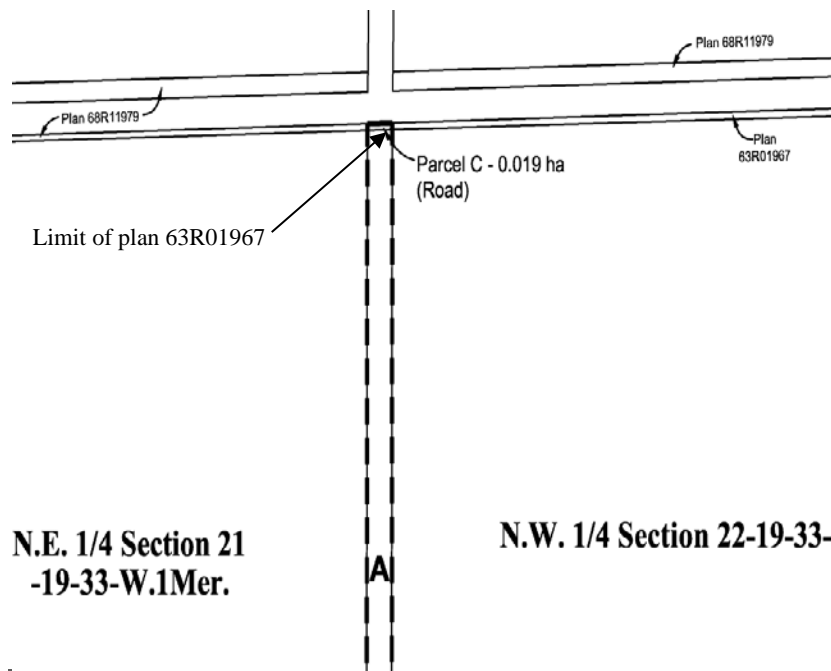 Plan 68R11979
Plan 68R11979
Plan
63R01967
Parcel C - 0.019 ha
(Road)
Limit of plan 63R01967
N.E. 1/4 Section 21
-19-33-W.1Mer.
N.W. 1/4 Section 22-19-33-
A